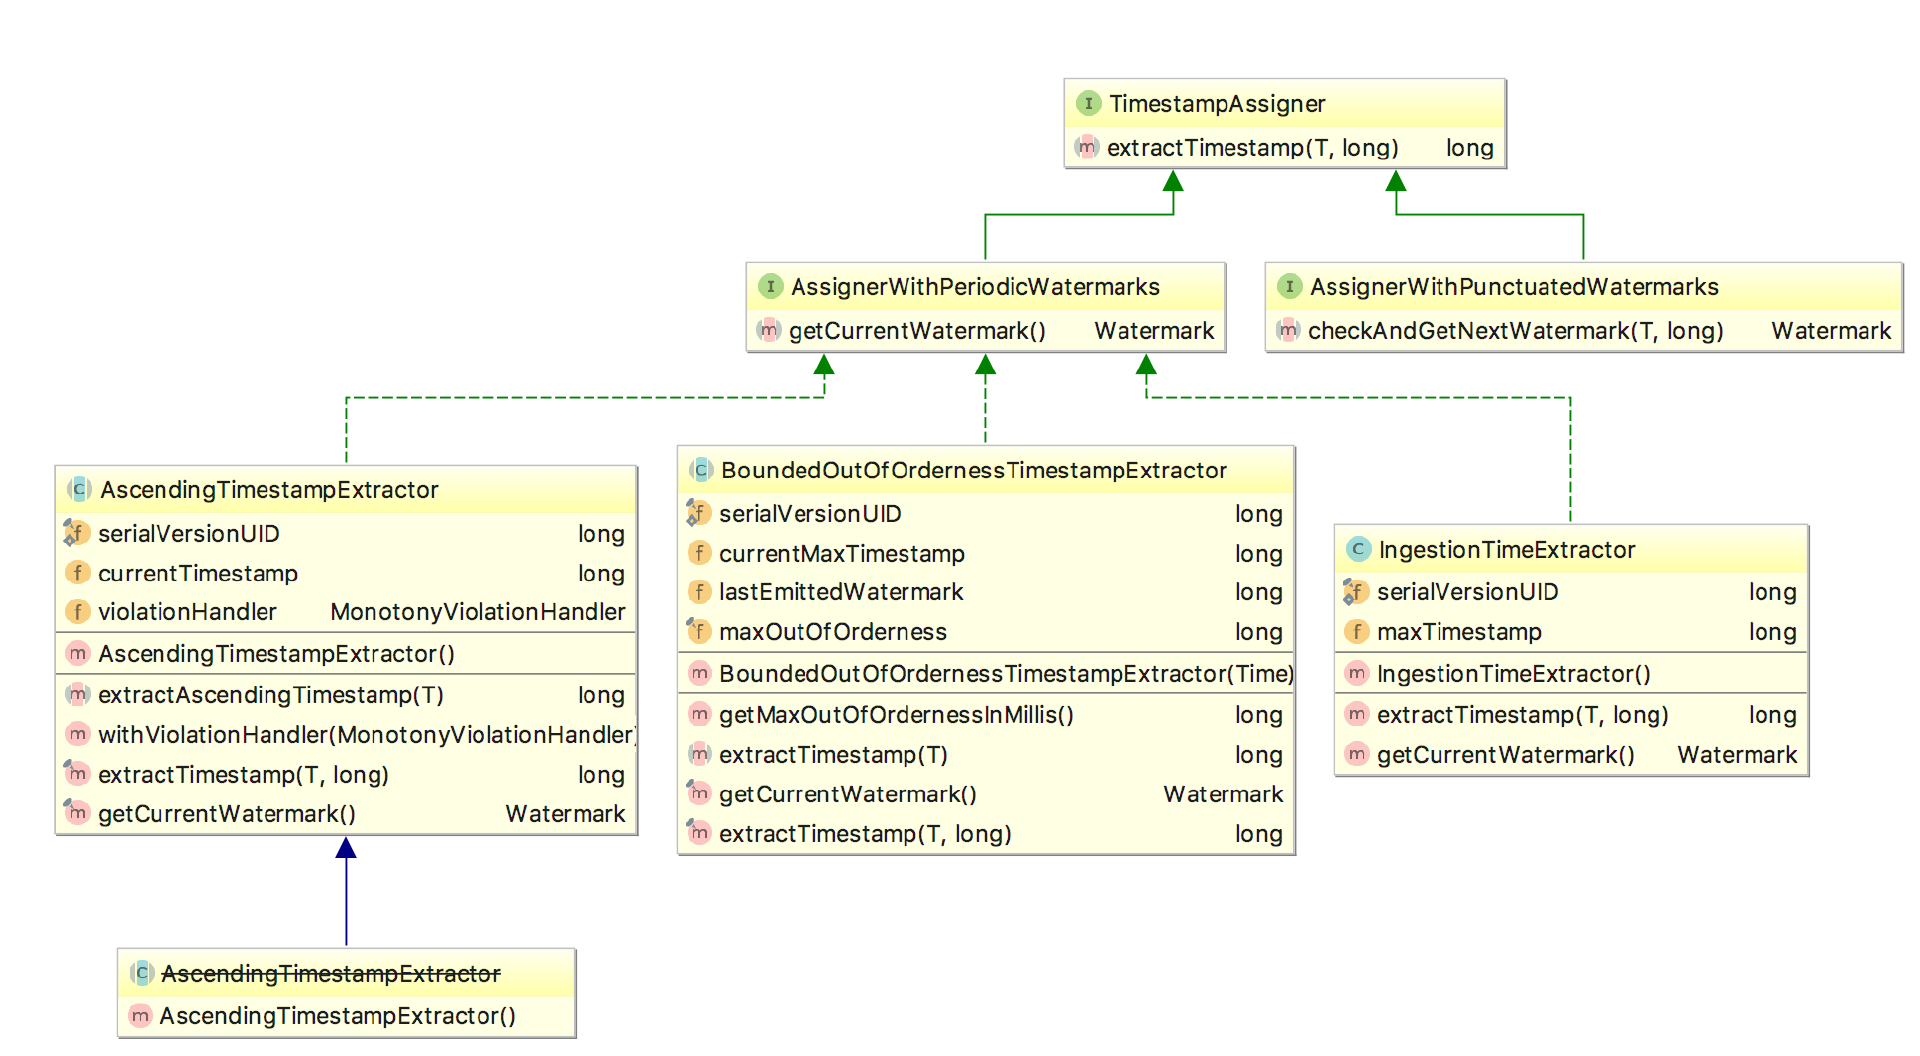 I TimestampAssigner
m extractTimestamp(T, long) long
I AssignerWithPeriodicWatermarks
m getCurrentWatermark() Watermark
I AssignerWithPunctuatedWatermarks
m checkAndGetNextWatermark(T, long) Watermark
C AscendingTimestampExtractor
f serialVersionUID long
f currentTimestamp long
f violationHandler MonotonyViolationHandler
m AscendingTimestampExtractor()
m extractAscendingTimestamp(T) long
m withViolationHandler(MonotonyViolationHandler)
m extractTimestamp(T, long) long
m getCurrentWatermark() Watermark
C BoundedOutOfOrdernessTimestampExtractor
f serialVersionUID long
f currentMaxTimestamp long
f lastEmittedWatermark long
f maxOutOfOrderness long
m BoundedOutOfOrdernessTimestampExtractor(Time)
m getMaxOutOfOrdernessInMillis() long
m extractTimestamp(T) long
m getCurrentWatermark() Watermark
m extractTimestamp(T, long) long
C IngestionTimeExtractor
f serialVersionUID long
f maxTimestamp long
m IngestionTimeExtractor()
m extractTimestamp(T, long) long
m getCurrentWatermark() Watermark
C AscendingTimestampExtractor
m AscendingTimestampExtractor()